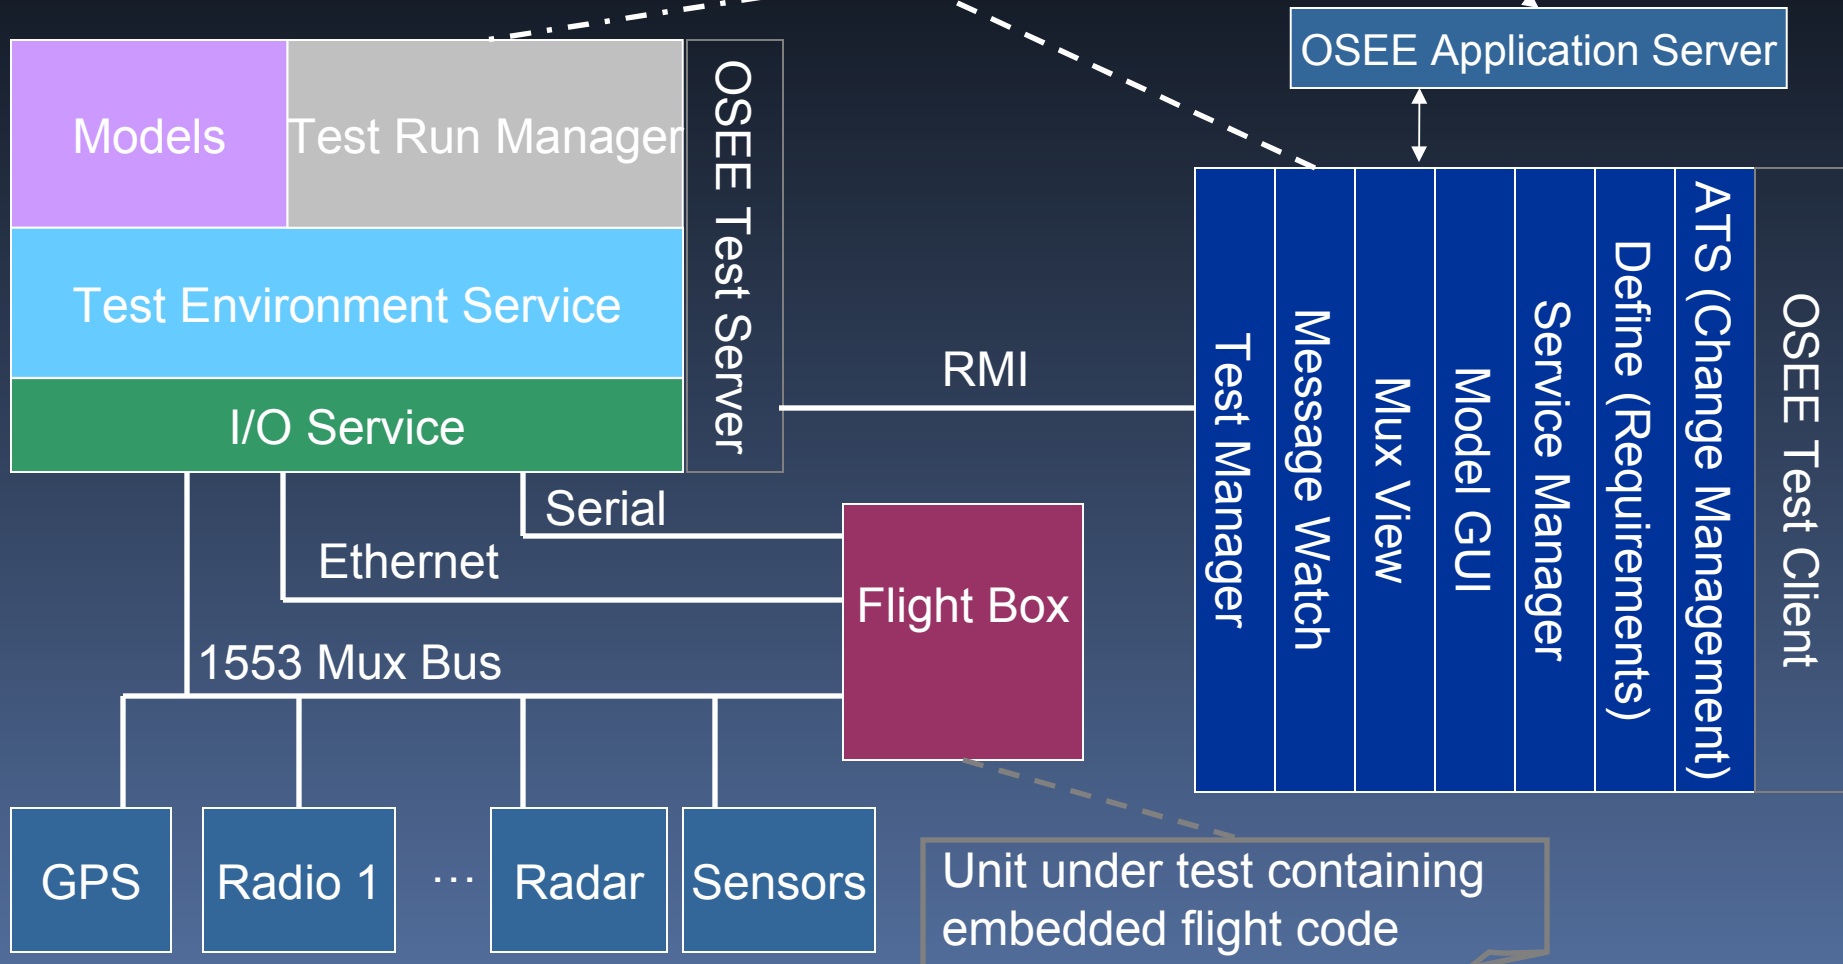 OSEE Application Server
Models
Test Run Manager
OSEE Test Server
Test Environment Service
I/O Service
RMI
Test Manager
Message Watch
Mux View
Model GUI
Service Manager
Define (Requirements)
ATS (Change Management)
OSEE Test Client
Serial
Ethernet
Flight Box
1553 Mux Bus
GPS
Radio 1
...
Radar
Sensors
Unit under test containing
embedded flight code